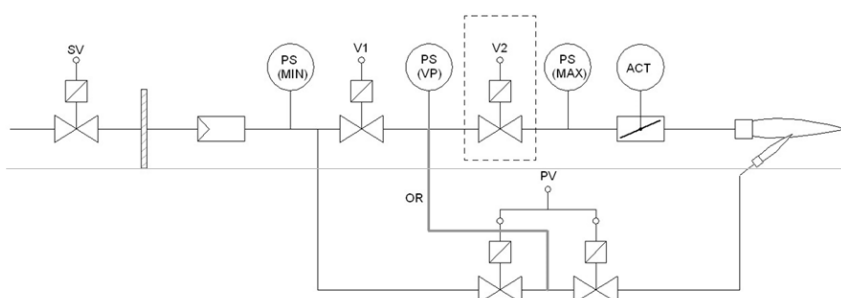 SV
PS
(MIN)
V1
PS
(VP)
V2
PS
(MAX)
ACT
PV
OR